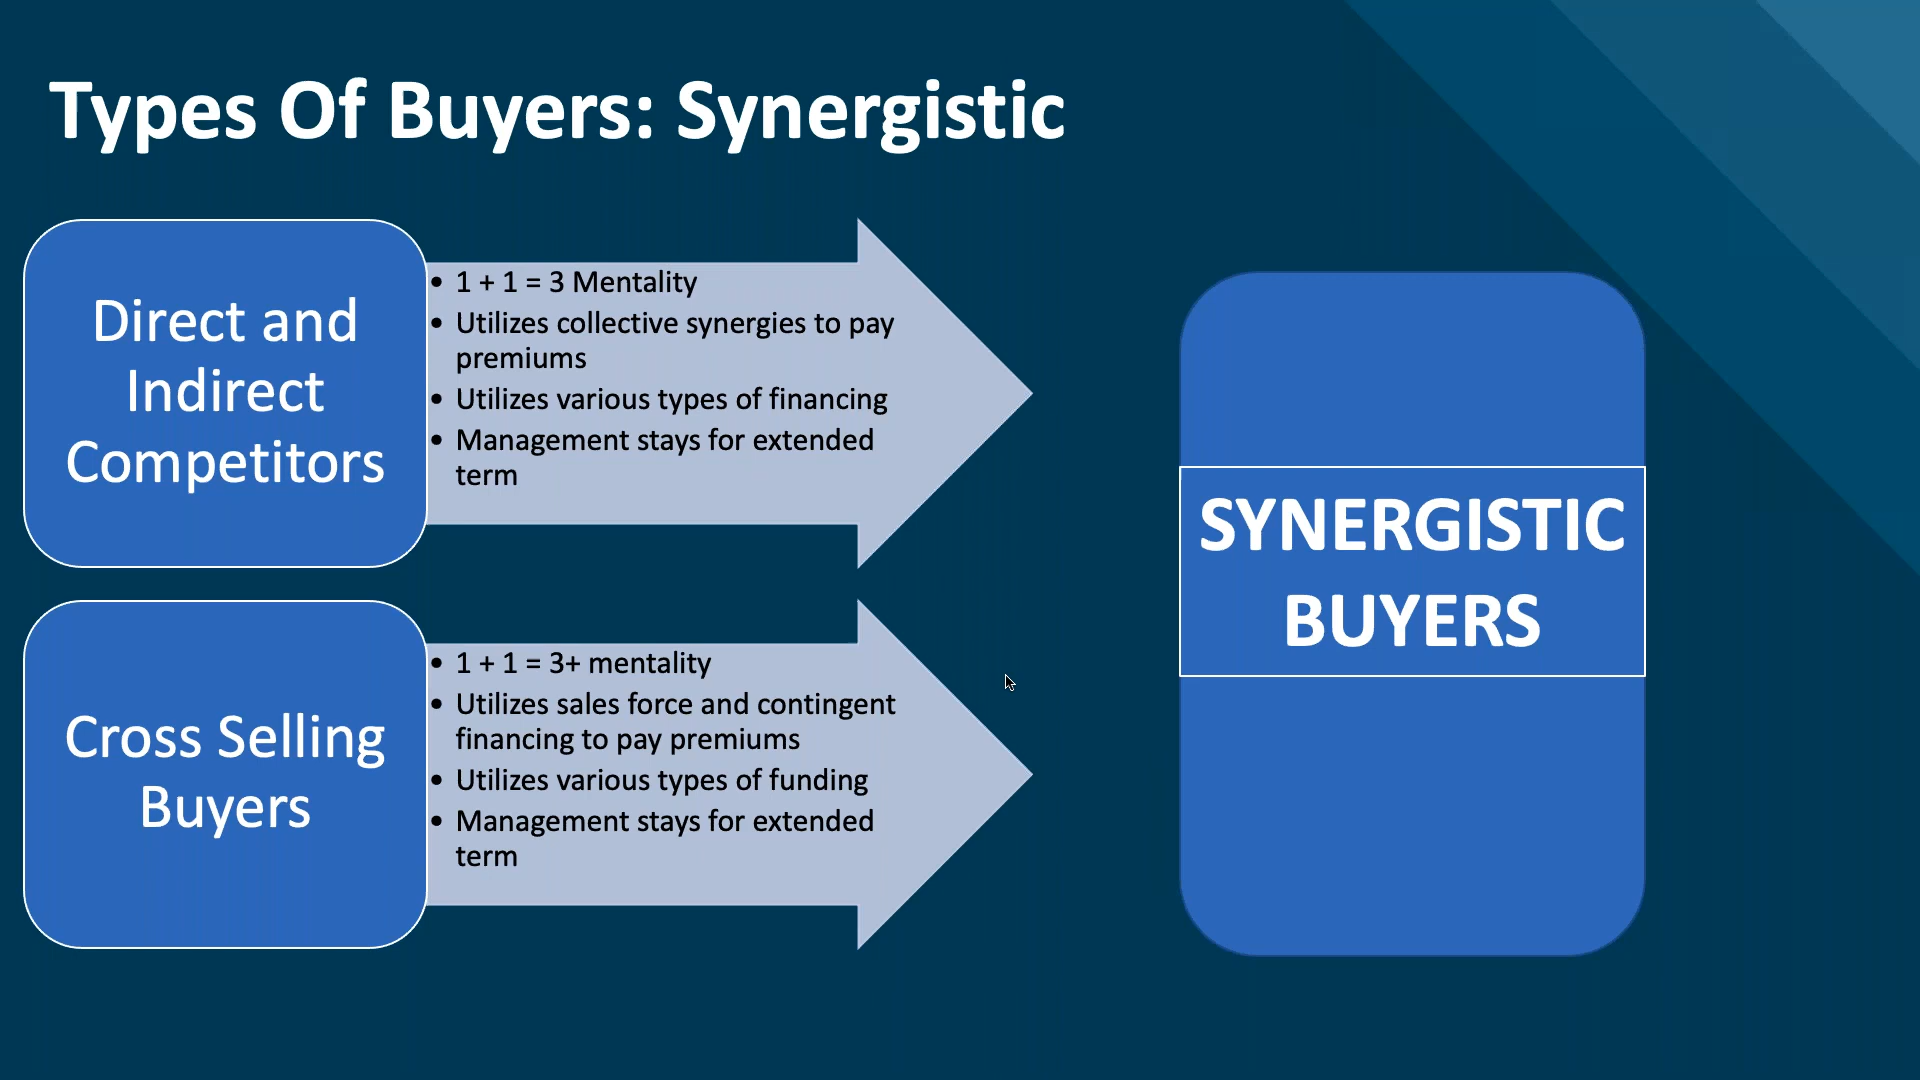 Types Of Buyers: Synergistic
Direct and
Indirect
Competitors
• 1 + 1 = 3 Mentality
• Utilizes collective synergies to pay
premiums
• Utilizes various types of financing
• Management stays for extended
term
Cross Selling
Buyers
• 1 + 1 = 3+ mentality
• Utilizes sales force and contingent
financing to pay premiums
• Utilizes various types of funding
• Management stays for extended
term
SYNERGISTIC
BUYERS